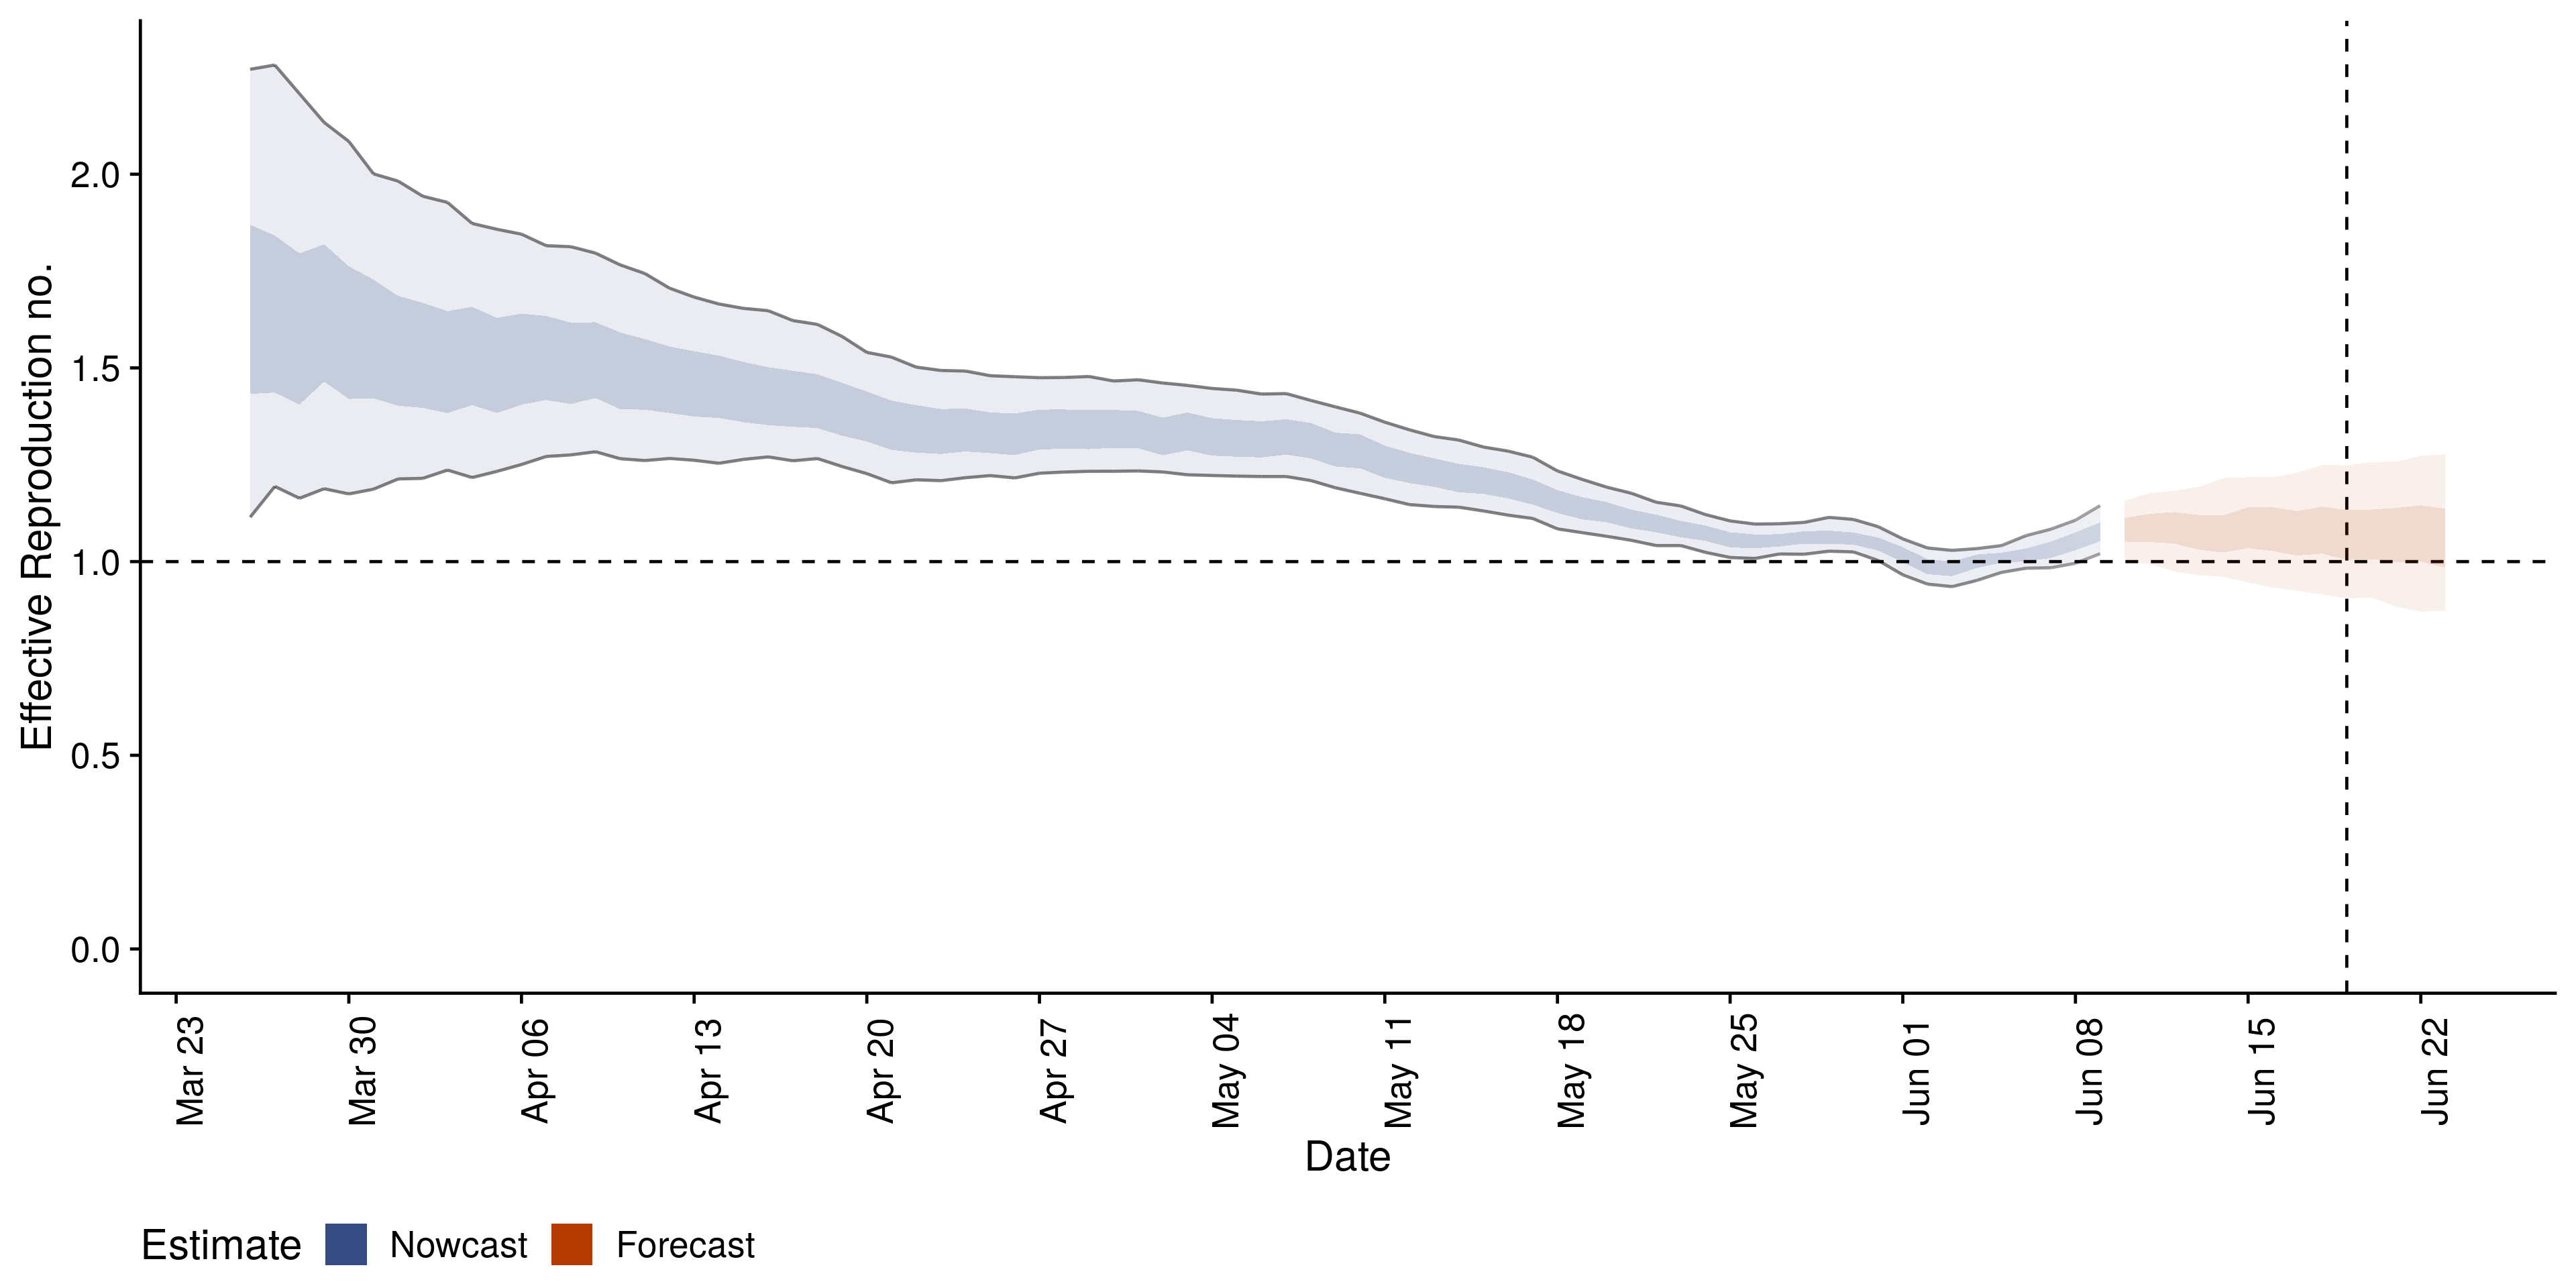 Effective Reproduction no.
2.0
1.5
1.0
0.5
0.0
Mar 23
Mar 30
Apr 06
Apr 13
Apr 20
Apr 27
May 04
May 11
May 18
May 25
Jun 01
Jun 08
Jun 15
Jun 22
Date
Estimate Nowcast Forecast